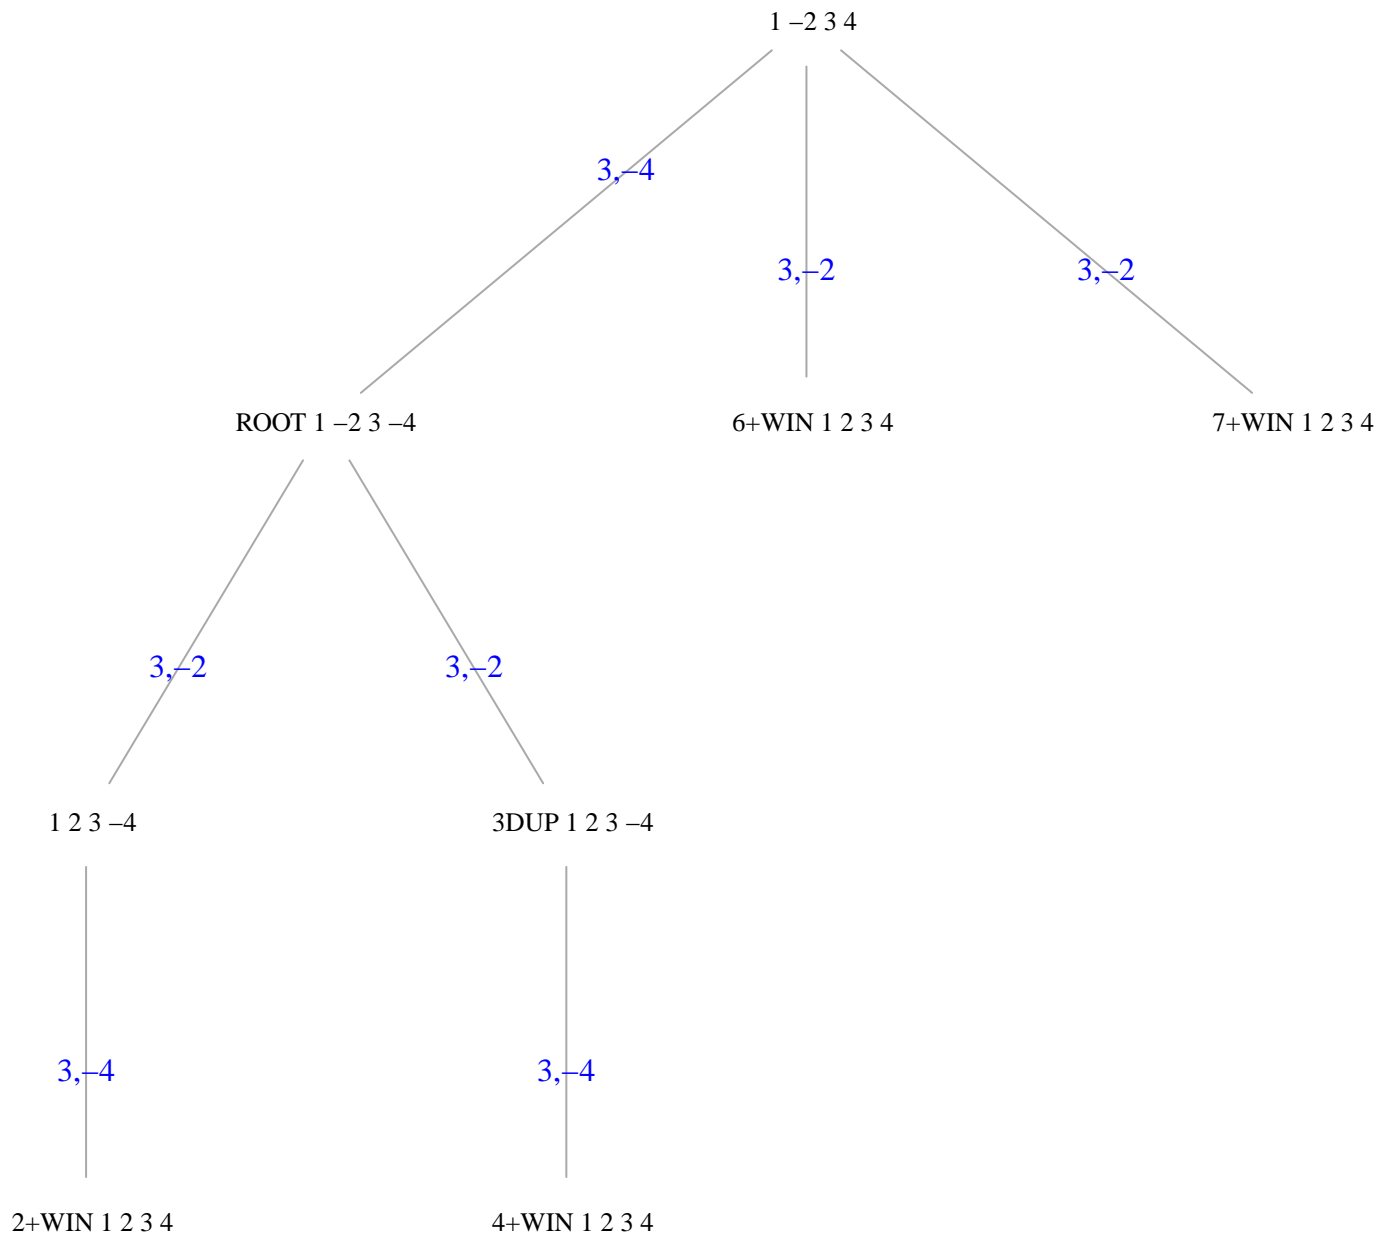 1 –2 3 4
3,–4
3,–2
3,–2
ROOT 1 –2 3 –4
6+WIN 1 2 3 4
7+WIN 1 2 3 4
3,–2
3,–2
1 2 3 –4
3DUP 1 2 3 –4
3,–4
3,–4
2+WIN 1 2 3 4
4+WIN 1 2 3 4